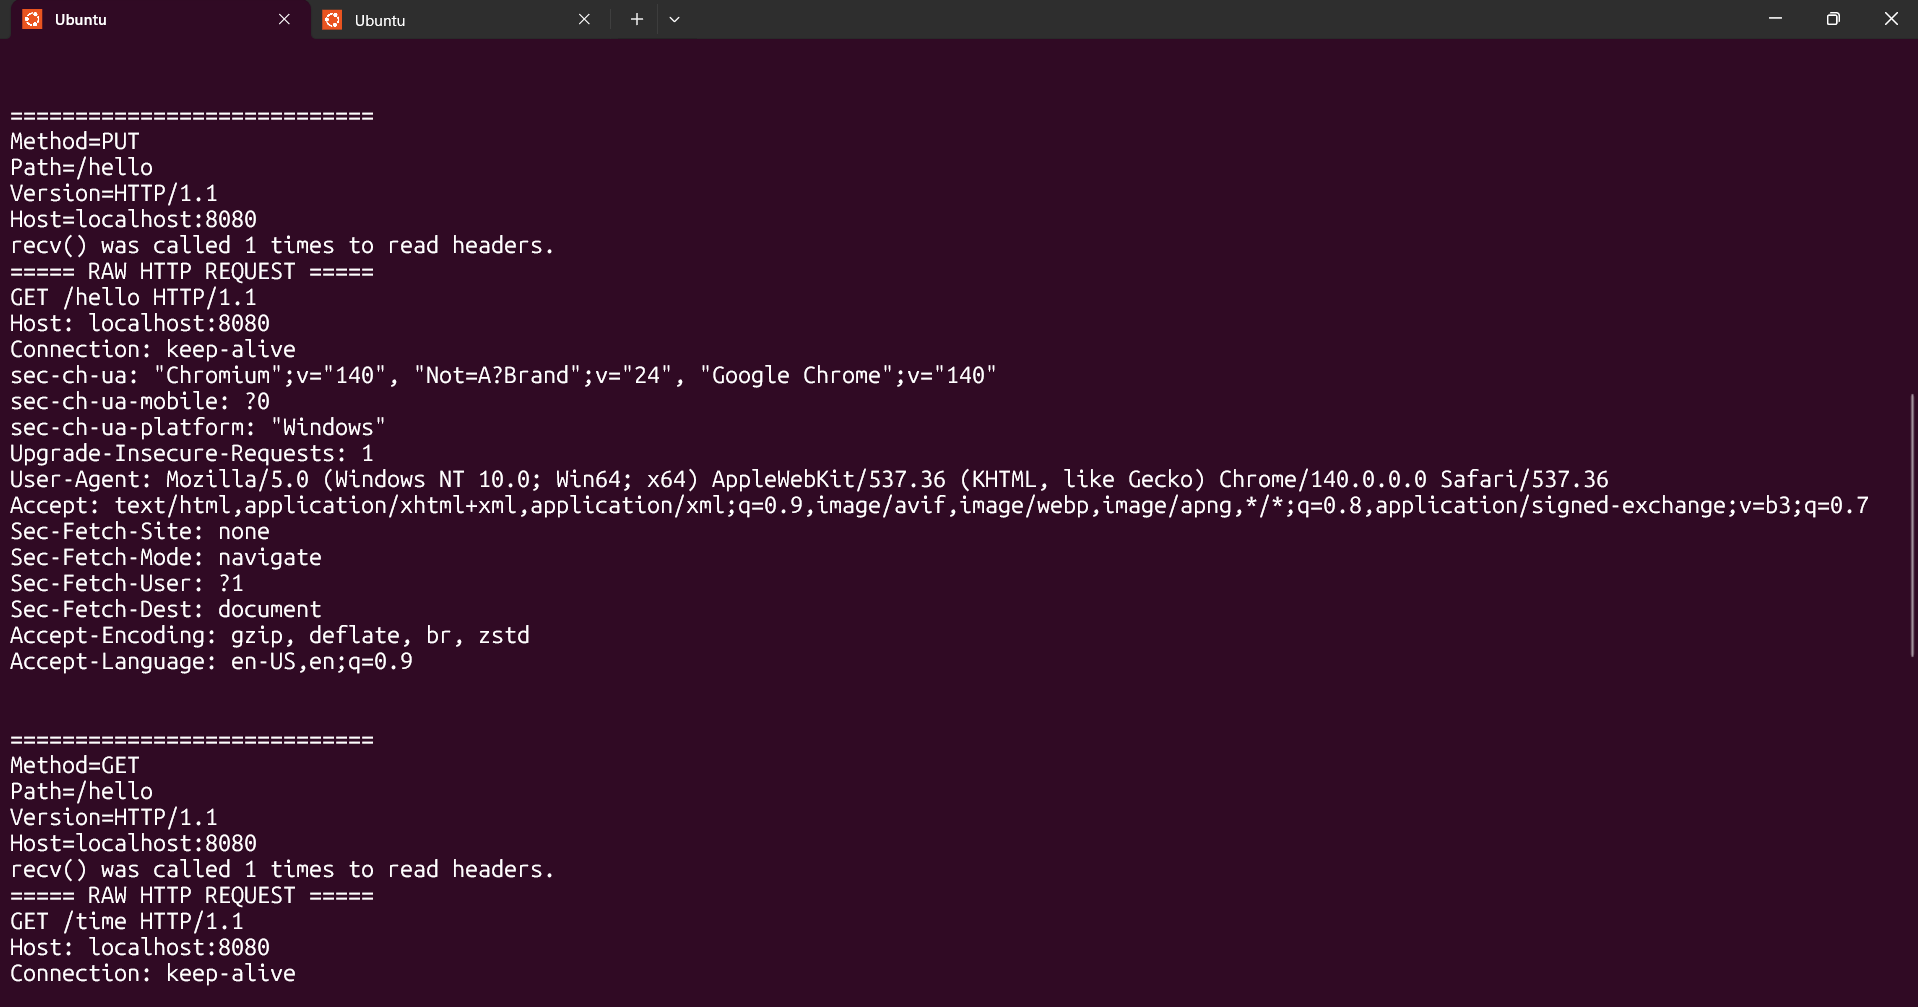 Ubuntu
Ubuntu
============================
Method=PUT
Path=/hello
Version=HTTP/1.1
Host=localhost:8080
recv() was called 1 times to read headers.
===== RAW HTTP REQUEST =====
GET /hello HTTP/1.1
Host: localhost:8080
Connection: keep-alive
sec-ch-ua: "Chromium";v="140", "Not=A?Brand";v="24", "Google Chrome";v="140"
sec-ch-ua-mobile: ?0
sec-ch-ua-platform: "Windows"
Upgrade-Insecure-Requests: 1
User-Agent: Mozilla/5.0 (Windows NT 10.0; Win64; x64) AppleWebKit/537.36 (KHTML, like Gecko) Chrome/140.0.0.0 Safari/537.36
Accept: text/html,application/xhtml+xml,application/xml;q=0.9,image/avif,image/webp,image/apng,*/*;q=0.8,application/signed-exchange;v=b3;q=0.7
Sec-Fetch-Site: none
Sec-Fetch-Mode: navigate
Sec-Fetch-User: ?1
Sec-Fetch-Dest: document
Accept-Encoding: gzip, deflate, br, zstd
Accept-Language: en-US,en;q=0.9
============================
Method=GET
Path=/hello
Version=HTTP/1.1
Host=localhost:8080
recv() was called 1 times to read headers.
===== RAW HTTP REQUEST =====
GET /time HTTP/1.1
Host: localhost:8080
Connection: keep-alive